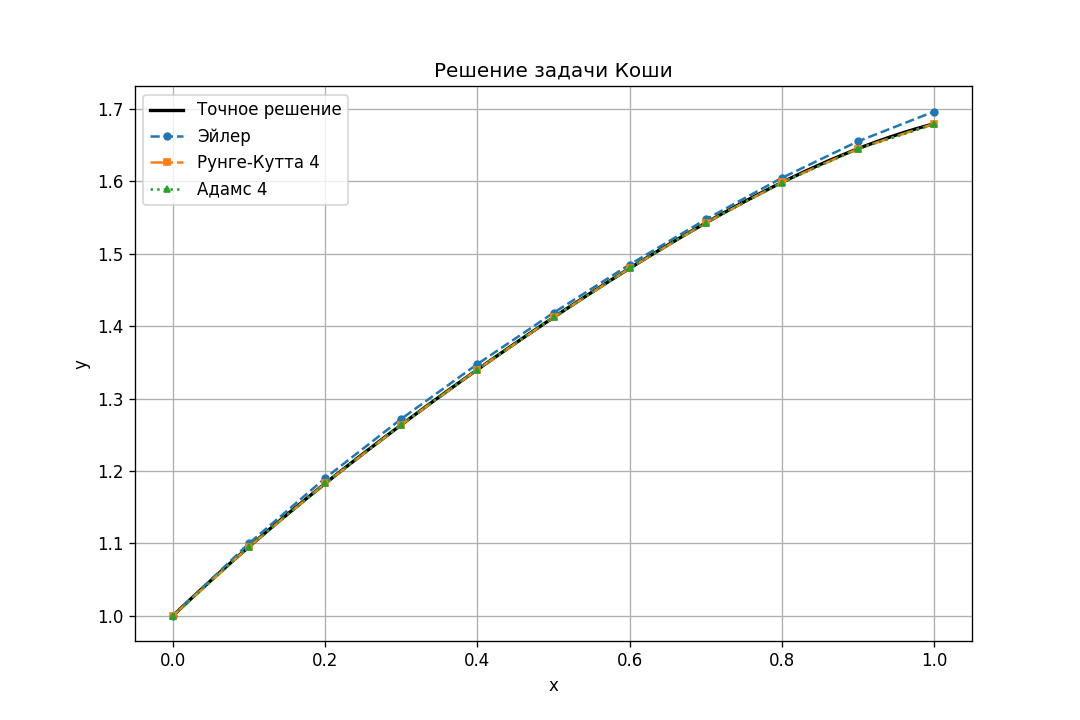 Решение задачи Коши
Точное решение
Эйлер
Рунге-Кутта 4
Адамс 4
1.7
1.6
1.5
1.4
1.3
1.2
1.1
1.0
y
0.0 0.2 0.4 0.6 0.8 1.0
x